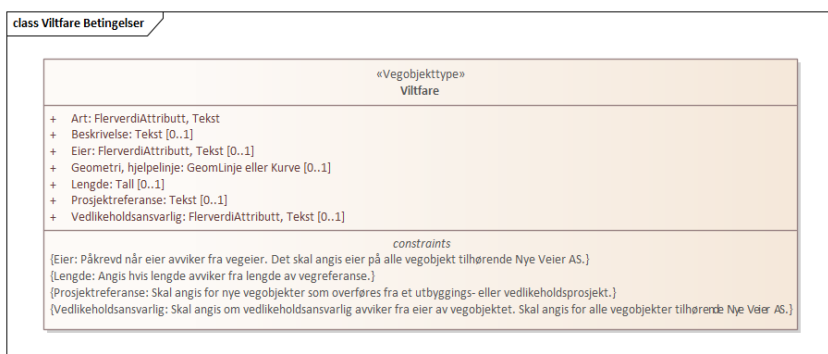 class Viltfare Betingelser
«Vegobjekttype»
Viltfare
+ Art: FlerverdiAttributt, Tekst
+ Beskrivelse: Tekst [0..1]
+ Eier: FlerverdiAttributt, Tekst [0..1]
+ Geometri, hjelpelinje: GeomLinje eller Kurve [0..1]
+ Lengde: Tall [0..1]
+ Prosjektreferanse: Tekst [0..1]
+ Vedlikeholdsansvarlig: FlerverdiAttributt, Tekst [0..1]
constraints
{Eier: Påkrevd når eier avviker fra vegeier. Det skal angis eier på alle vegobjekt tilhørende Nye Veier AS.}
{Lengde: Angis hvis lengde avviker fra lengde av vegreferanse.}
{Prosjektreferanse: Skal angis for nye vegobjekter som overføres fra et utbyggings- eller vedlikeholdsprosjekt.}
{Vedlikeholdsansvarlig: Skal angis om vedlikeholdsansvarlig avviker fra eier av vegobjektet. Skal angis for alle vegobjekter tilhørende Nye Veier AS.}